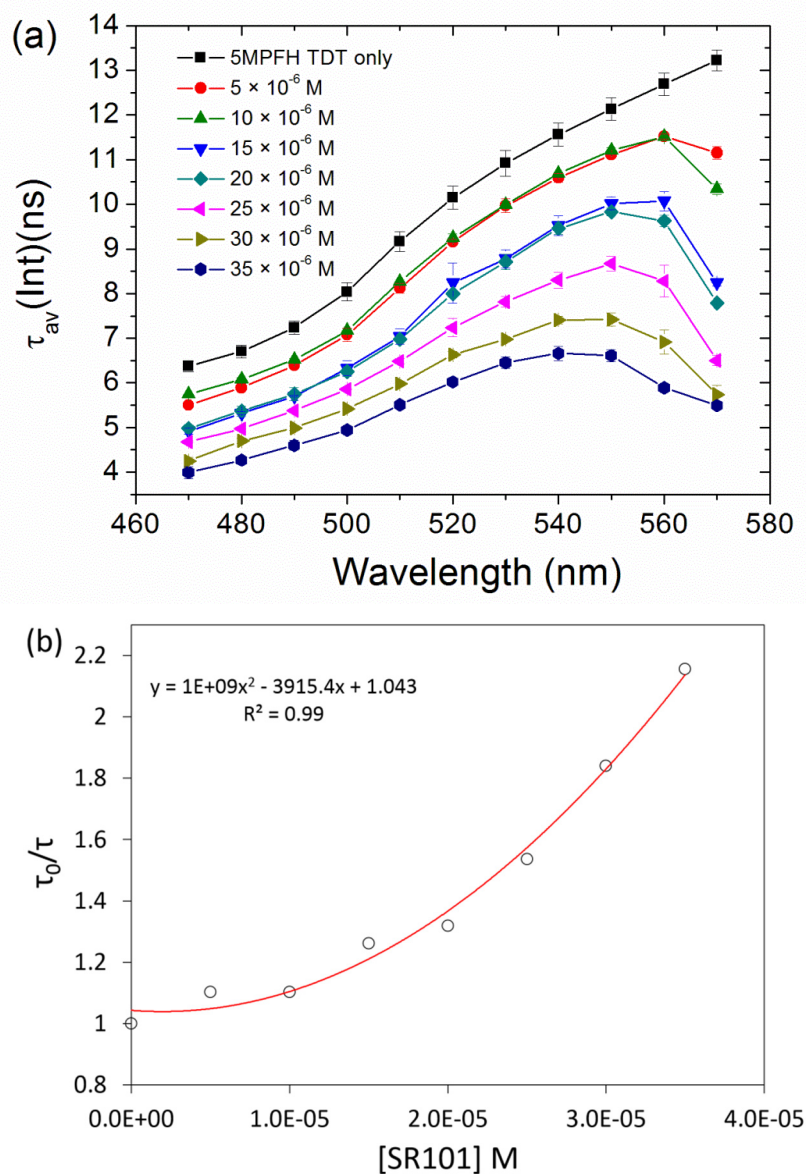 (a)
14
13
12
11
10
9
8
7
6
5
4
τav(Int)(ns)
5MPFH TDT only
5 × 10⁻⁶ M
10 × 10⁻⁶ M
15 × 10⁻⁶ M
20 × 10⁻⁶ M
25 × 10⁻⁶ M
30 × 10⁻⁶ M
35 × 10⁻⁶ M
460 480 500 520 540 560 580
Wavelength (nm)
(b)
2.2
2
1.8
1.6
1.4
1.2
1
0.8
τ₀/τ
y = 1E+09x² - 3915.4x + 1.043
R² = 0.99
0.0E+00 1.0E-05 2.0E-05 3.0E-05 4.0E-05
[SR101] M